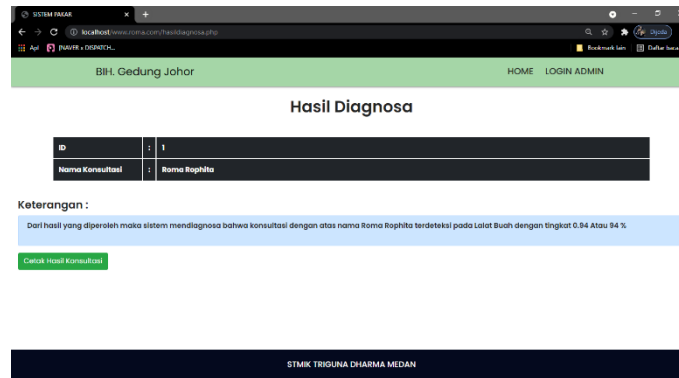 SISTEM PAKAR
localhost/www.roma.com/hasildiagnosa.php
Dijeda
Apl
[NAVER x DISPATCH...
Bookmark lain
Daftar baca
BIH. Gedung Johor
HOME LOGIN ADMIN
Hasil Diagnosa
ID : 1
Nama Konsultasi : Roma Rophita
Keterangan :
Dari hasil yang diperoleh maka sistem mendiagnosa bahwa konsultasi dengan atas nama Roma Rophita terdeteksi pada Lalat Buah dengan tingkat 0.94 Atau 94 %
Cetak Hasil Konsultasi
STMIK TRIGUNA DHARMA MEDAN